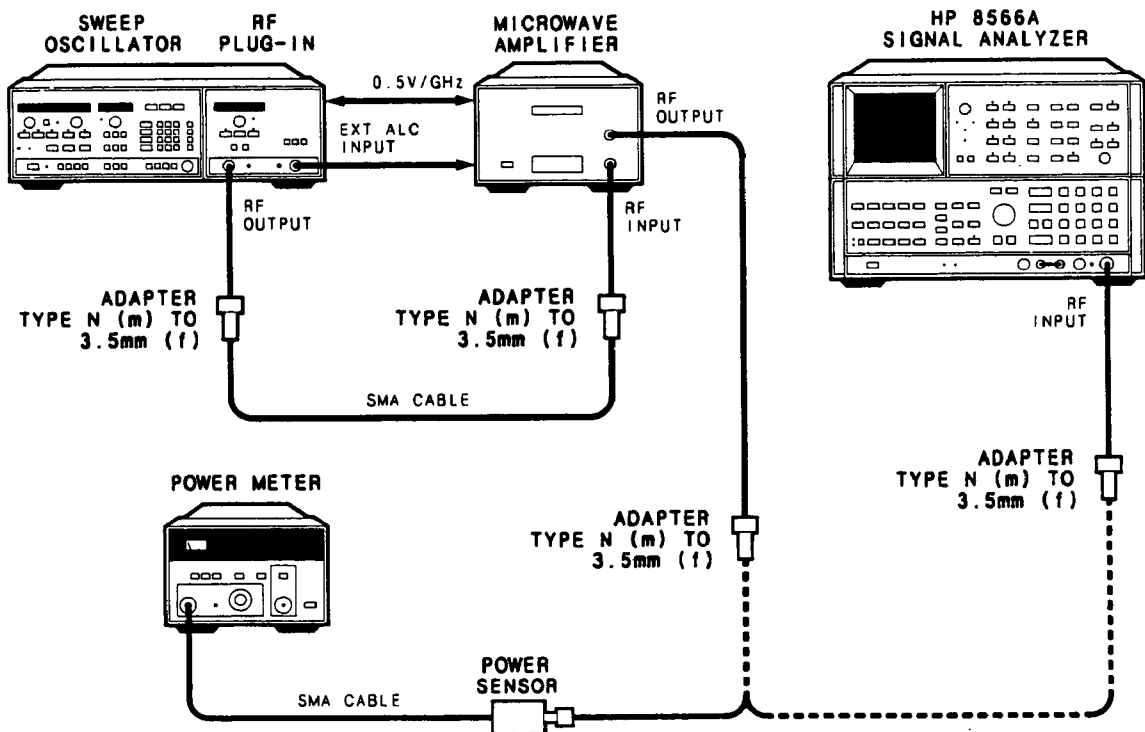 SWEEP
OSCILLATOR
RF
PLUG-IN
MICROWAVE
AMPLIFIER
HP 8566A
SIGNAL ANALYZER
0.5V/GHz
EXT ALC
INPUT
RF
OUTPUT
RF
OUTPUT
RF
INPUT
RF
INPUT
ADAPTER
TYPE N (m) TO
3.5mm (f)
ADAPTER
TYPE N (m) TO
3.5mm (f)
SMA CABLE
ADAPTER
TYPE N (m) TO
3.5mm (f)
POWER METER
ADAPTER
TYPE N (m) TO
3.5mm (f)
POWER
SENSOR
SMA CABLE